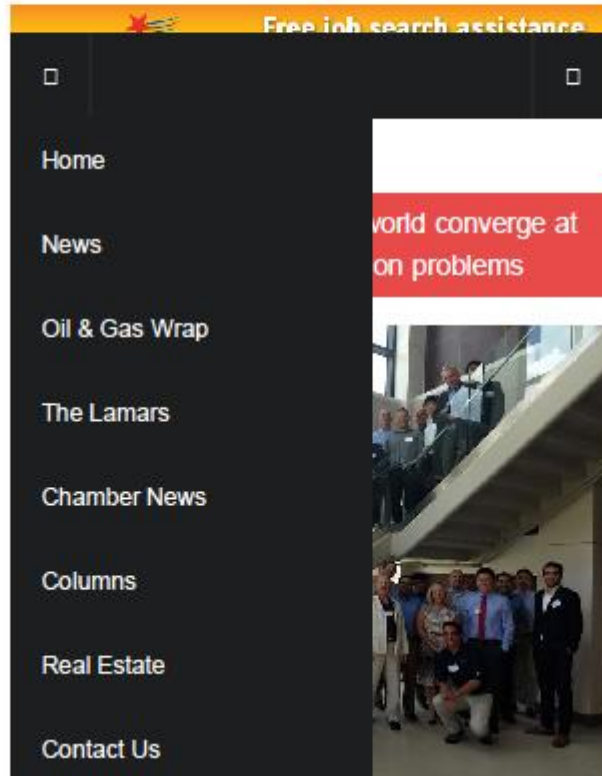 Free job search assistance
Home
vorld converge at
News
on problems
Oil & Gas Wrap
The Lamars
Chamber News
Columns
Real Estate
Contact Us